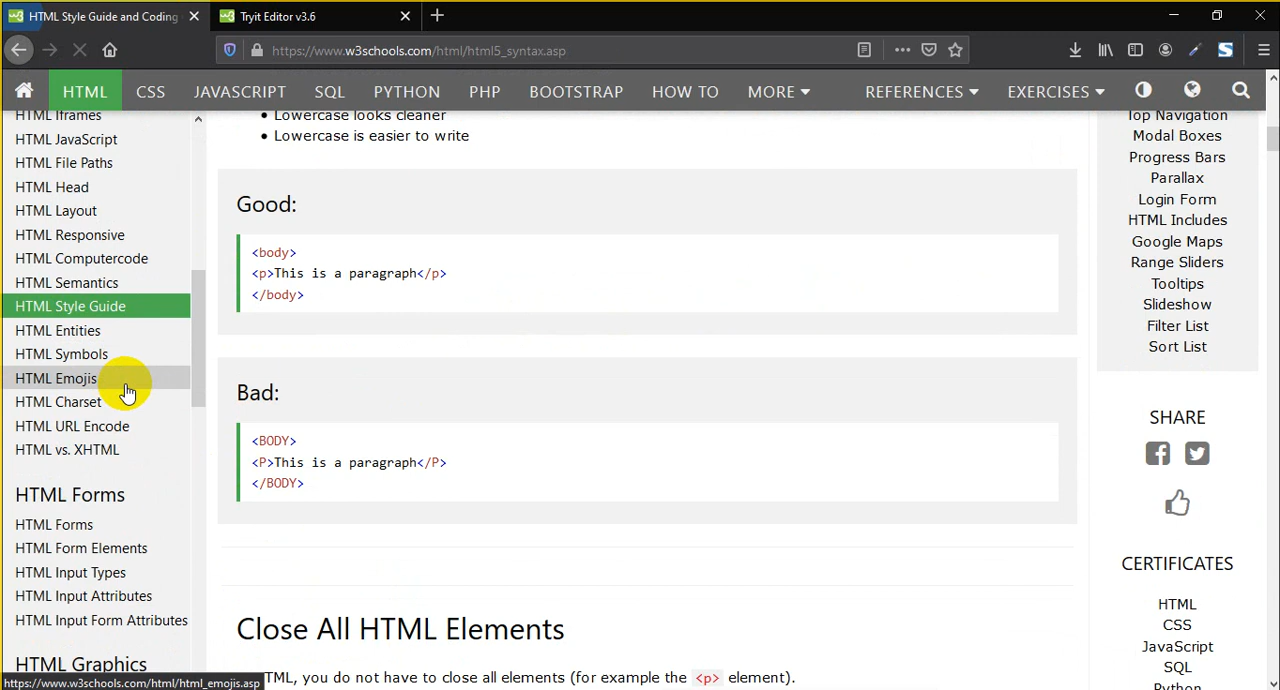 HTML Style Guide and Coding
Tryit Editor v3.6
https://www.w3schools.com/html/html5_syntax.asp
HTML
CSS
JAVASCRIPT
SQL
PYTHON
PHP
BOOTSTRAP
HOW TO
MORE
REFERENCES
EXERCISES
HTML Iframes
HTML JavaScript
HTML File Paths
HTML Head
HTML Layout
HTML Responsive
HTML Computercode
HTML Semantics
HTML Style Guide
HTML Entities
HTML Symbols
HTML Emojis
HTML Charset
HTML URL Encode
HTML vs. XHTML
HTML Forms
HTML Forms
HTML Form Elements
HTML Input Types
HTML Input Attributes
HTML Input Form Attributes
HTML Graphics
https://www.w3schools.com/html/html_emojis.asp
• Lowercase looks cleaner
• Lowercase is easier to write
Good:
<body>
<p>This is a paragraph</p>
</body>
Bad:
<BODY>
<P>This is a paragraph</P>
</BODY>
Close All HTML Elements
TML, you do not have to close all elements (for example the <p> element).
Top Navigation
Modal Boxes
Progress Bars
Parallax
Login Form
HTML Includes
Google Maps
Range Sliders
Tooltips
Slideshow
Filter List
Sort List
SHARE
CERTIFICATES
HTML
CSS
JavaScript
SQL
Python